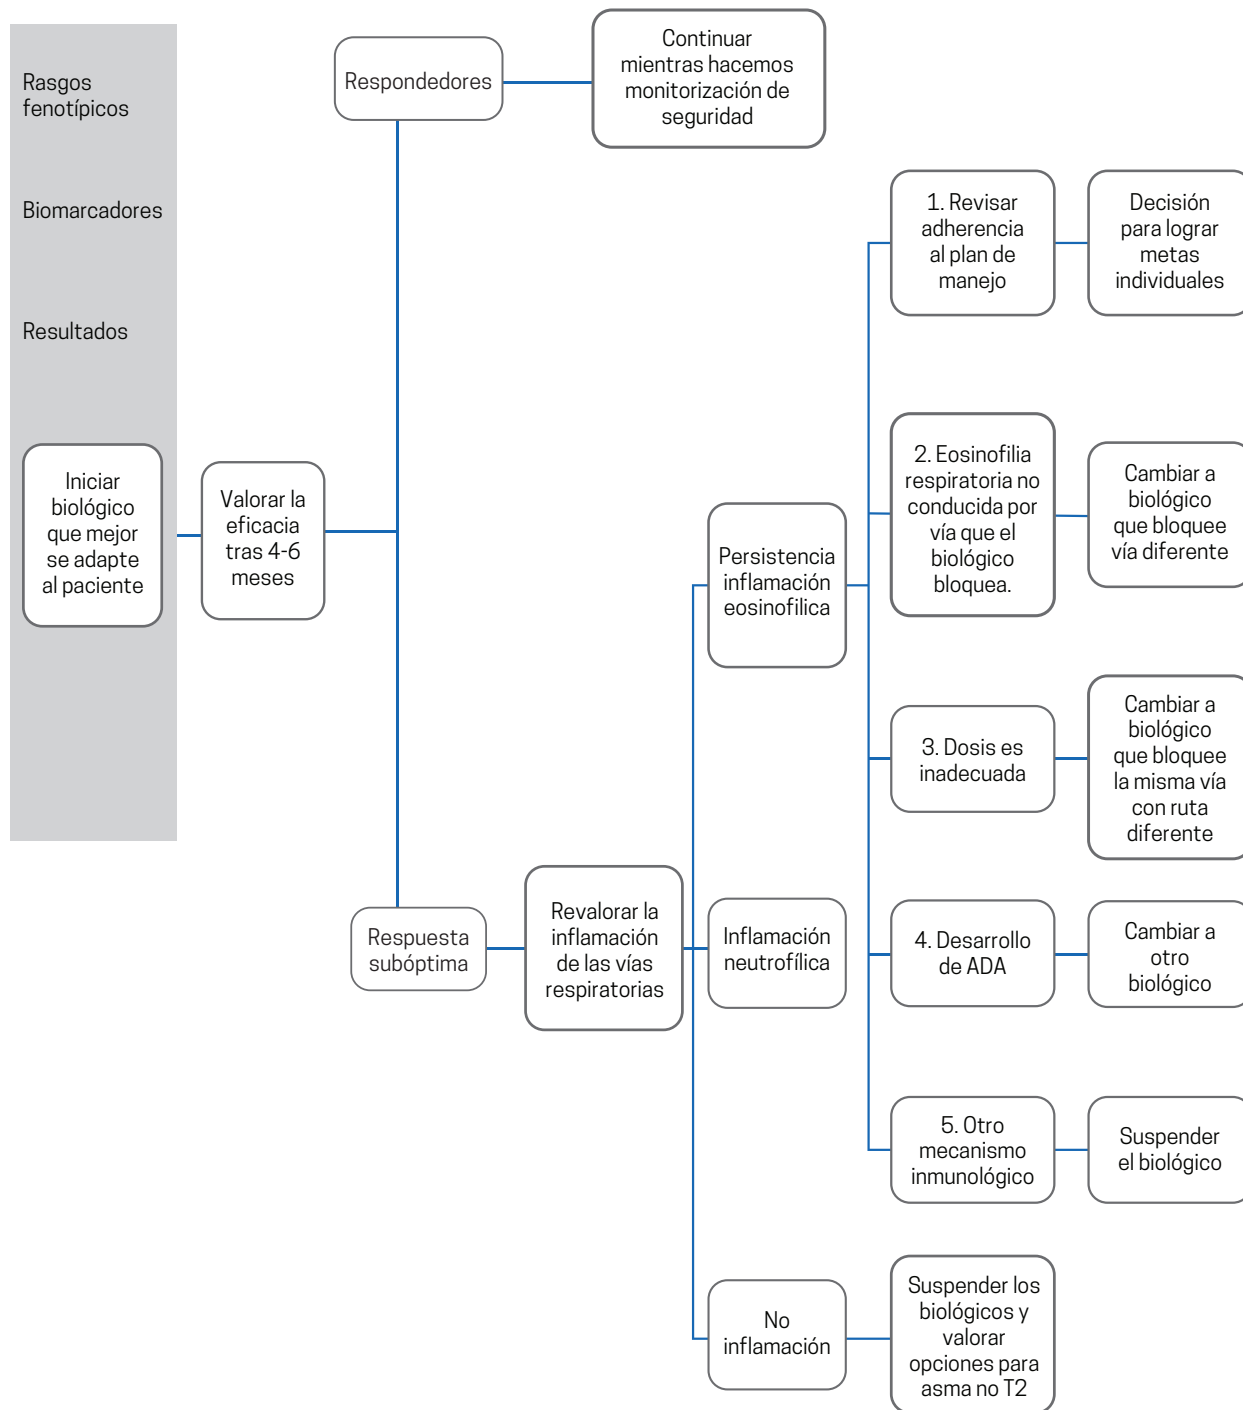 Rasgos
fenotípicos
Biomarcadores
Resultados
Iniciar
biológico
que mejor
se adapte
al paciente
Valorar la
eficacia
tras 4-6
meses
Respondedores
Continuar
mientras hacemos
monitorización de
seguridad
Respuesta
subóptima
Revalorar la
inflamación
de las vías
respiratorias
Persistencia
inflamación
eosinofilica
1. Revisar
adherencia
al plan de
manejo
Decisión
para lograr
metas
individuales
2. Eosinofilia
respiratoria no
conducida por
vía que el
biológico
bloquea.
Cambiar a
biológico
que bloquee
vía diferente
3. Dosis es
inadecuada
Cambiar a
biológico
que bloquee
la misma vía
con ruta
diferente
4. Desarrollo
de ADA
Cambiar a
otro
biológico
5. Otro
mecanismo
inmunológico
Suspender
el biológico
Inflamación
neutrofílica
No
inflamación
Suspender los
biológicos y
valorar
opciones para
asma no T2